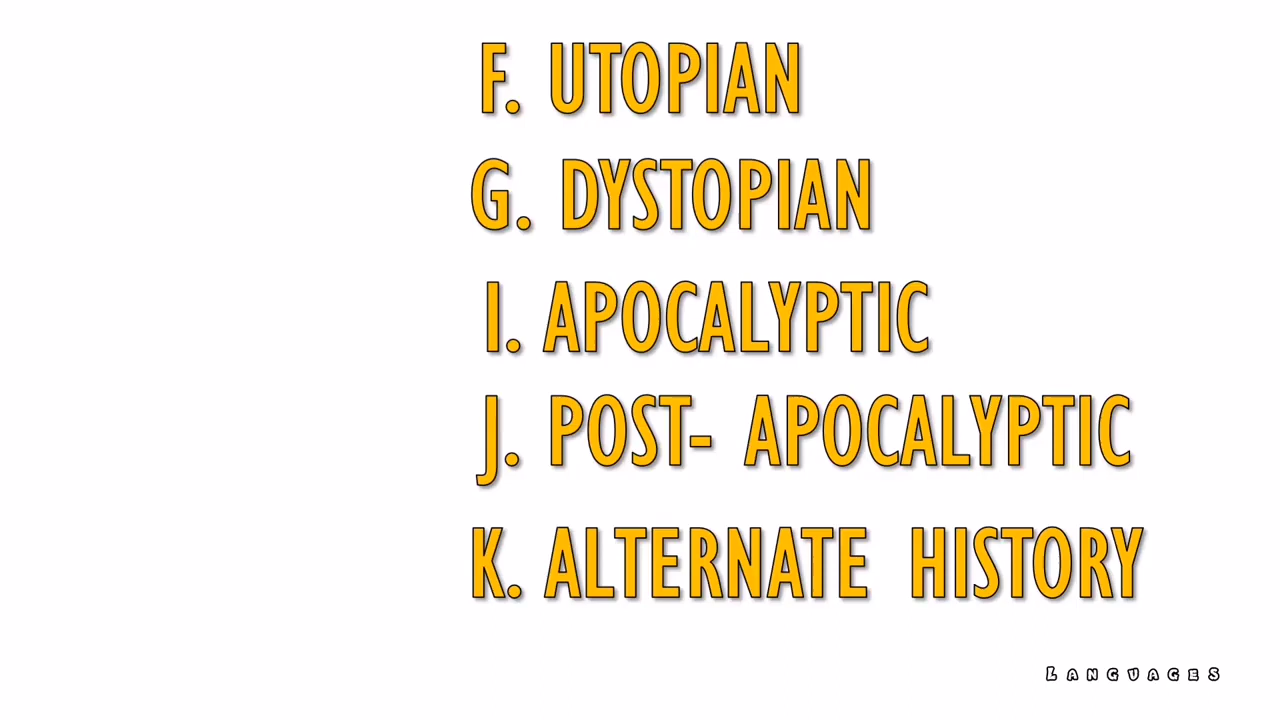 F. UTOPIAN
G. DYSTOPIAN
I. APOCALYPTIC
J. POST- APOCALYPTIC
K. ALTERNATE HISTORY
LANGUAGES